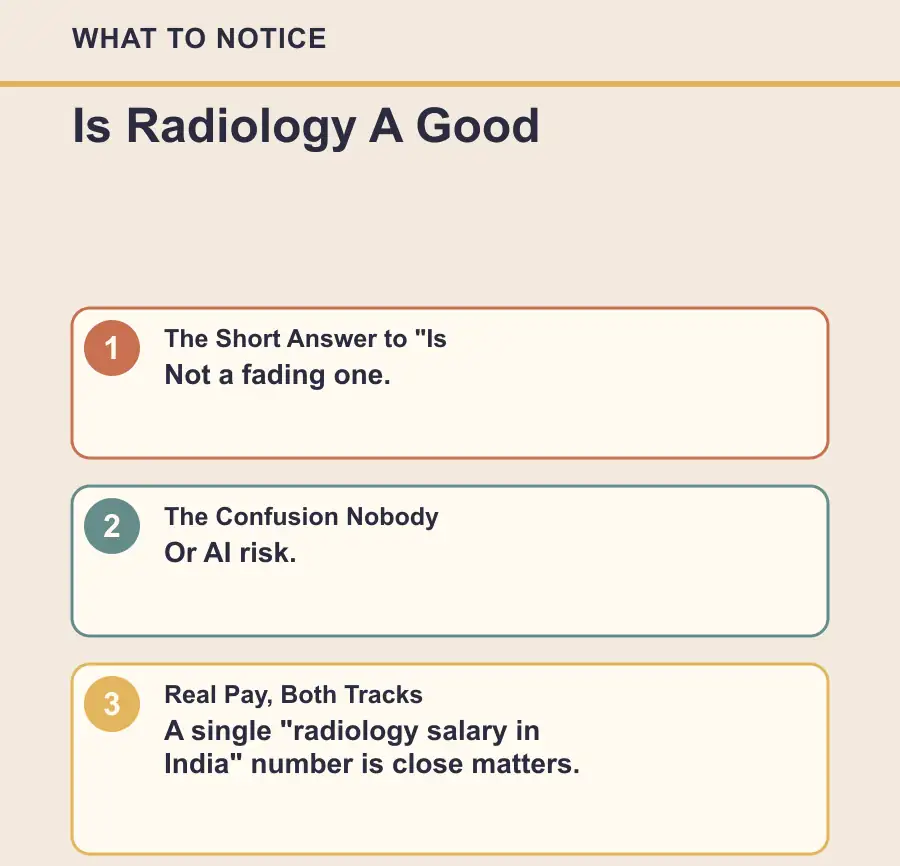 WHAT TO NOTICE
Is Radiology A Good
1
The Short Answer to "Is
Not a fading one.
2
The Confusion Nobody
Or AI risk.
3
Real Pay, Both Tracks
A single "radiology salary in
India" number is close matters.